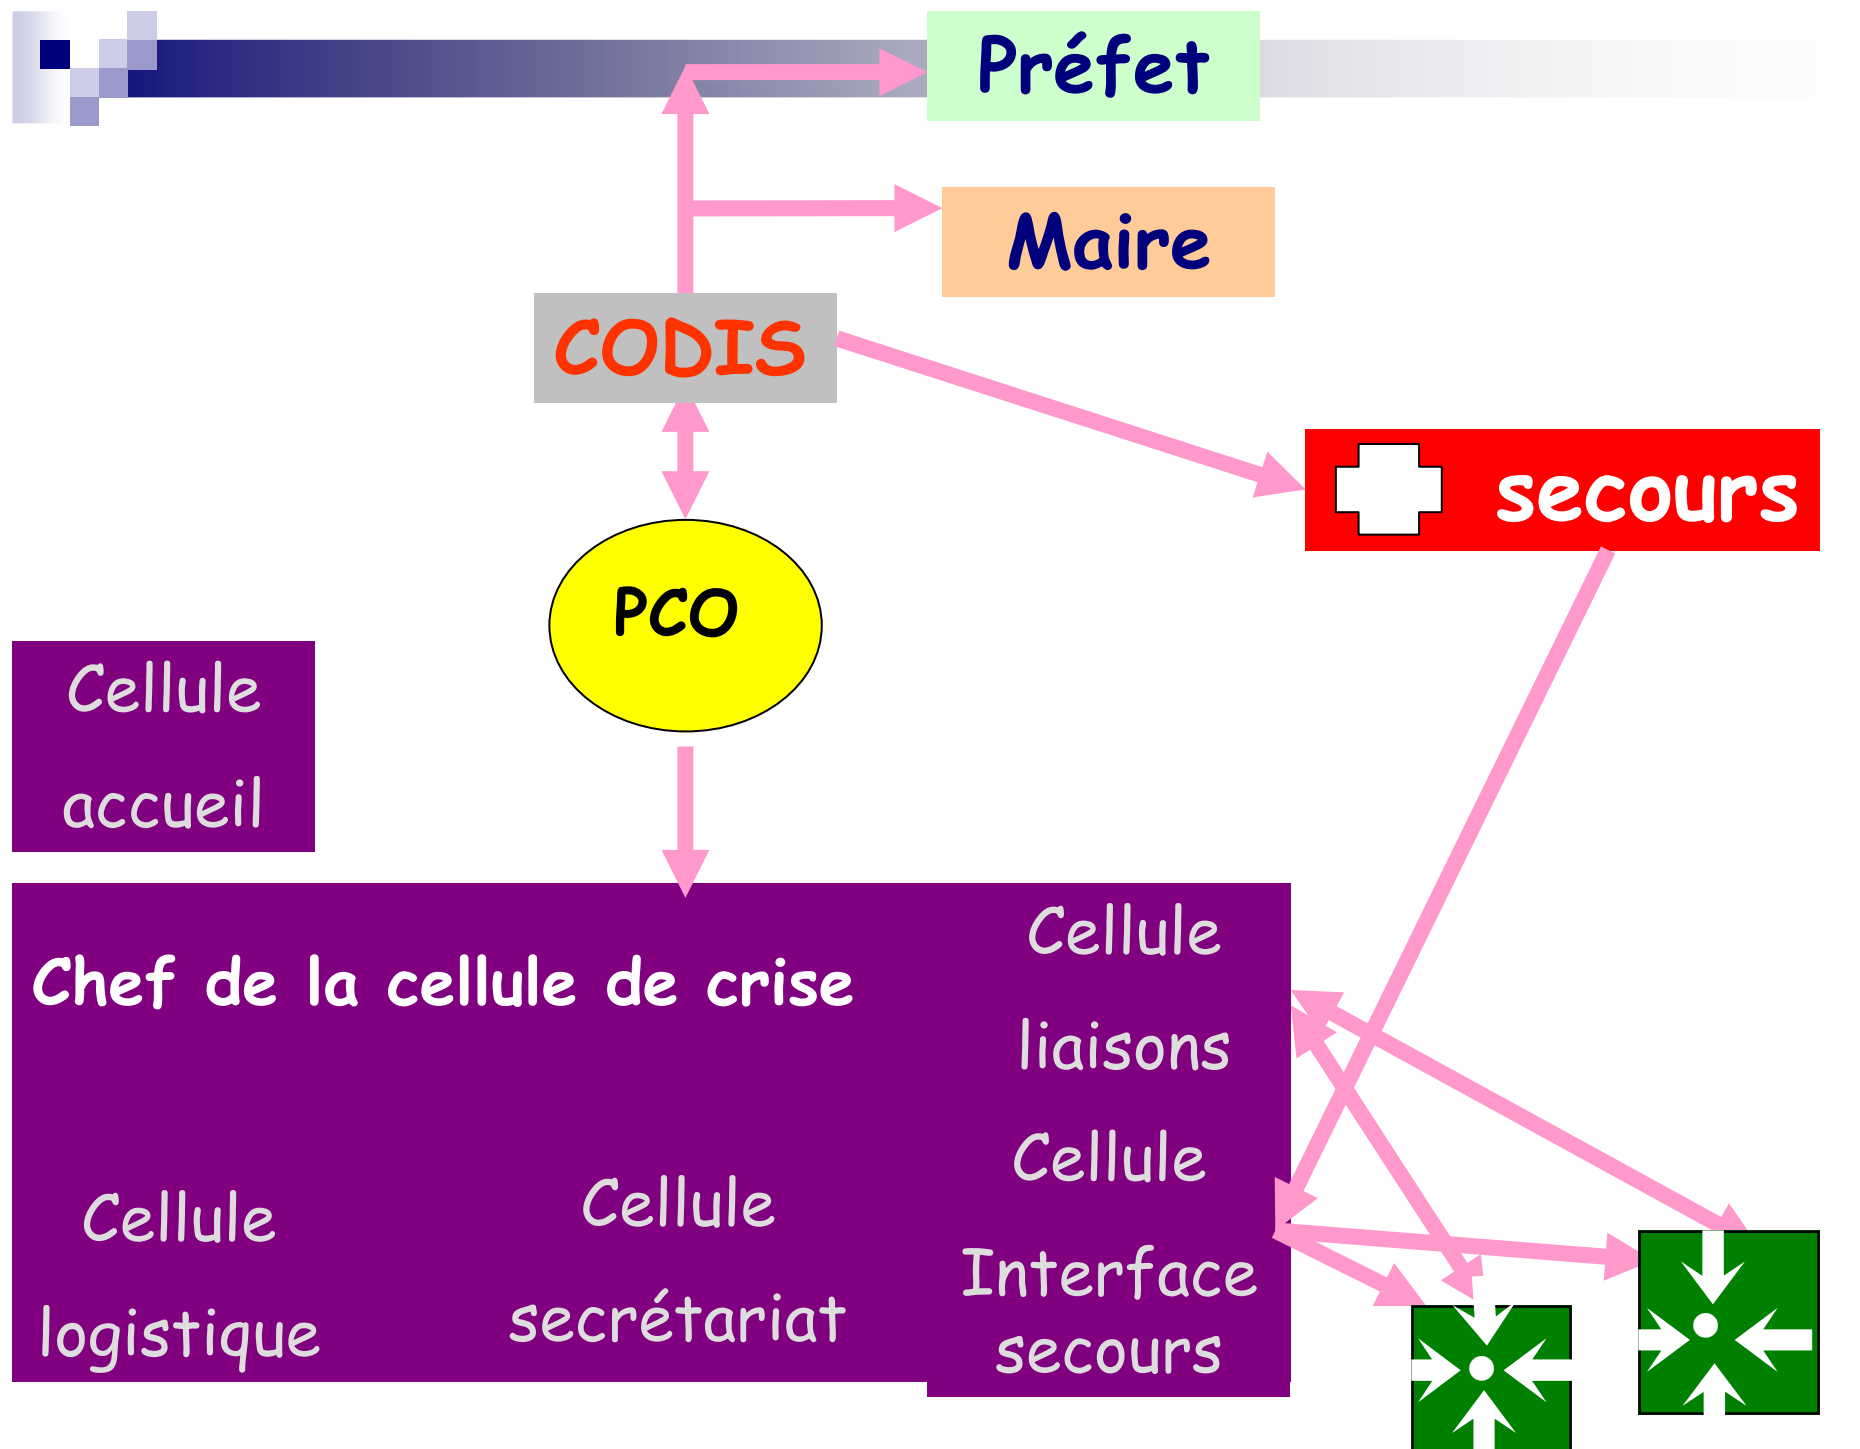 Préfet
Maire
CODIS
secours
PCO
Cellule
accueil
Chef de la cellule de crise
Cellule
liaisons
Cellule
logistique
Cellule
secrétariat
Cellule
Interface
secours